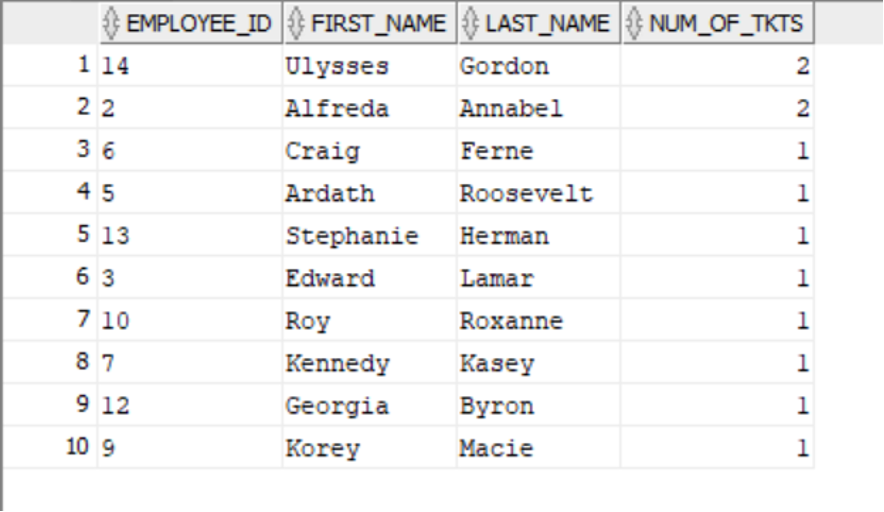 EMPLOYEE_ID FIRST_NAME LAST_NAME NUM_OF_TKTS
1 14 Ulysses Gordon 2
2 2 Alfreda Annabel 2
3 6 Craig Ferne 1
4 5 Ardath Roosevelt 1
5 13 Stephanie Herman 1
6 3 Edward Lamar 1
7 10 Roy Roxanne 1
8 7 Kennedy Kasey 1
9 12 Georgia Byron 1
10 9 Korey Macie 1